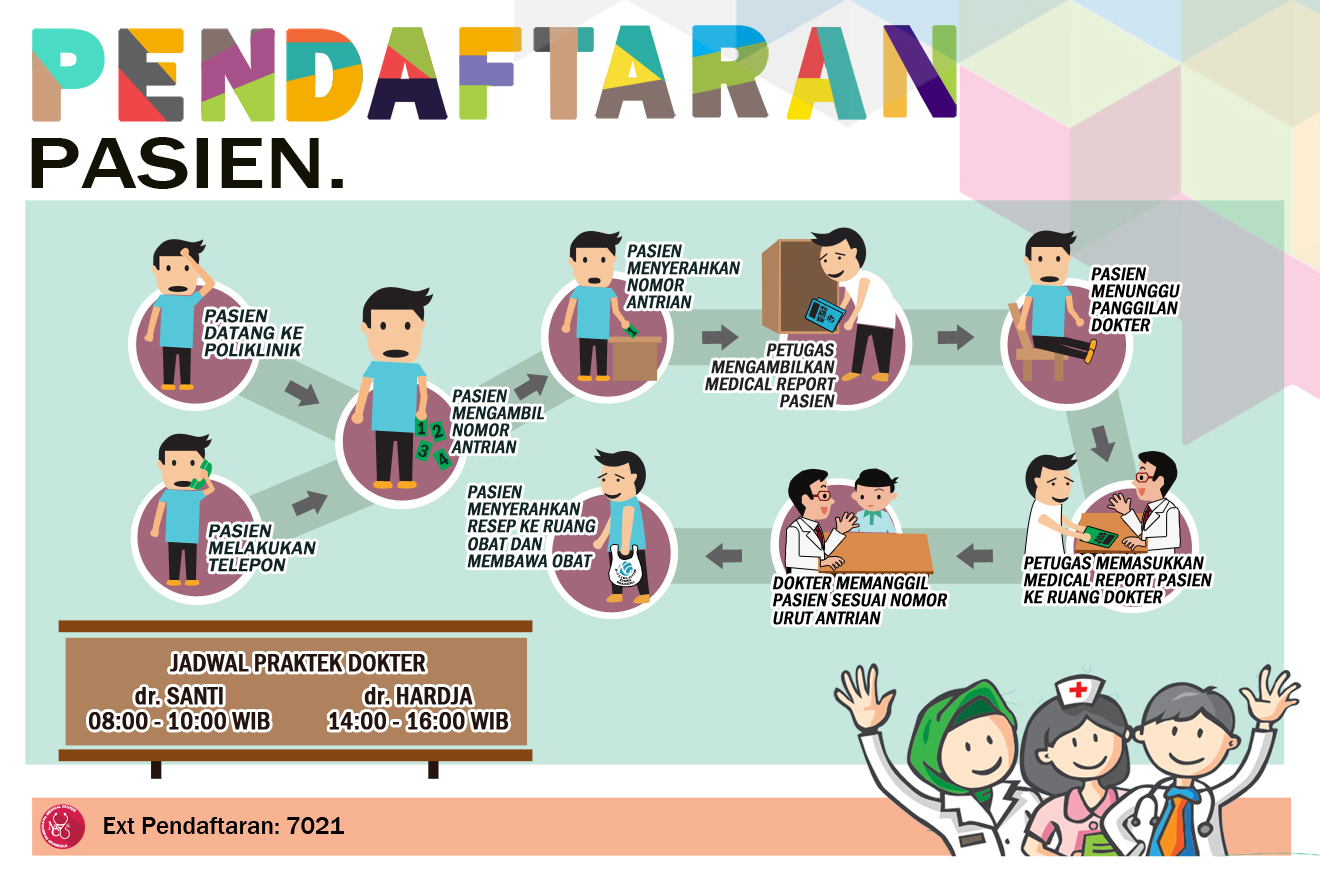 PENDAFTARAN
PASIEN.
PASIEN
DATANG KE
POLIKLINIK
PASIEN
MELAKUKAN
TELEPON
PASIEN
MENGAMBIL
NOMOR
ANTRIAN
1 2
3 4
PASIEN
MENYERAHKAN
NOMOR
ANTRIAN
1
PETUGAS
MENGAMBILKAN
MEDICAL REPORT
PASIEN
PASIEN
MENUNGGU
PANGGILAN
DOKTER
PETUGAS MEMASUKKAN
MEDICAL REPORT PASIEN
KE RUANG DOKTER
DOKTER MEMANGGIL
PASIEN SESUAI NOMOR
URUT ANTRIAN
PASIEN
MENYERAHKAN
RESEP KE RUANG
OBAT DAN
MEMBAWA OBAT
JADWAL PRAKTEK DOKTER
dr. SANTI
08:00 - 10:00 WIB
dr. HARDJA
14:00 - 16:00 WIB
Ext Pendaftaran: 7021